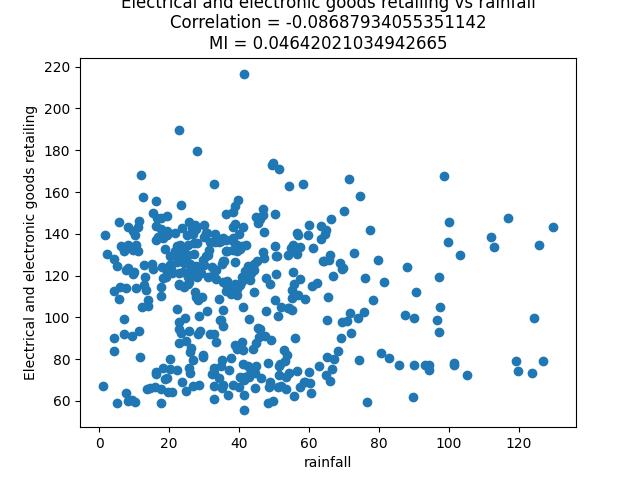 Electrical and electronic goods retailing vs rainfall
Correlation = -0.08687934055351142
MI = 0.04642021034942665
220
200
180
160
140
120
100
80
60
Electrical and electronic goods retailing
0 20 40 60 80 100 120
rainfall